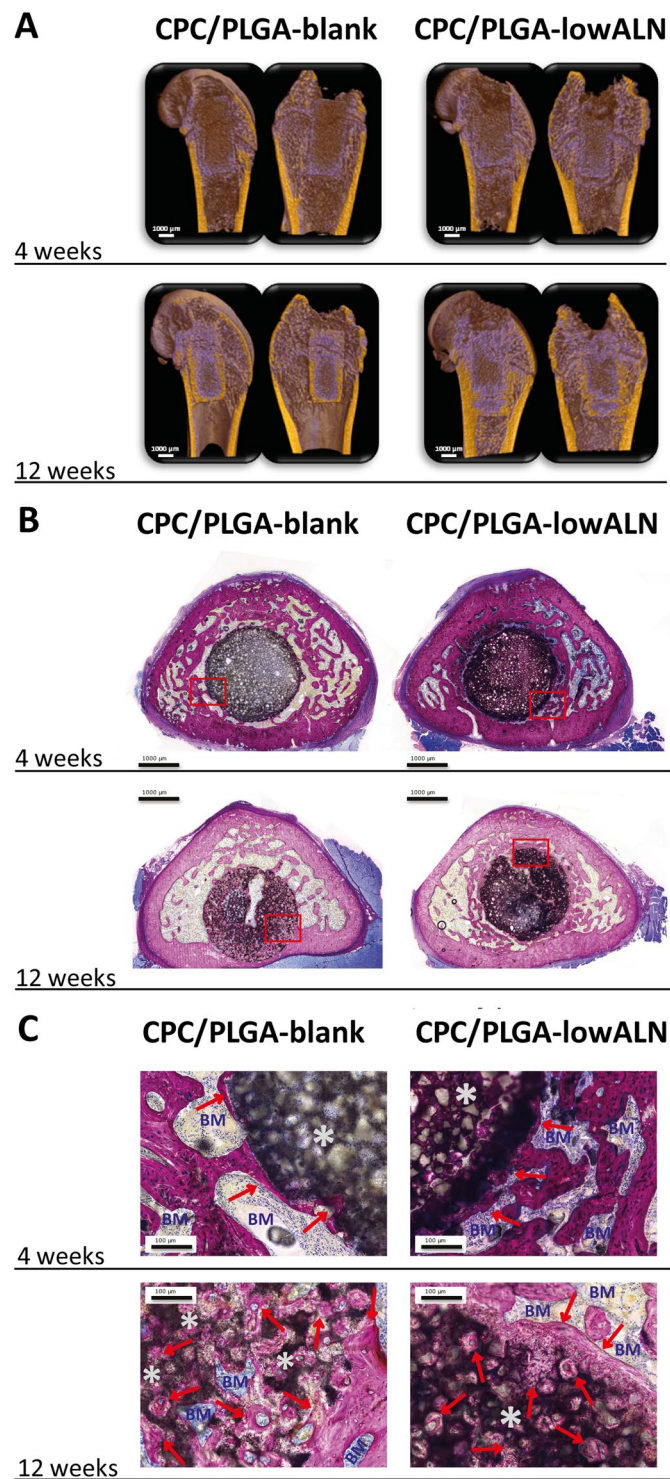 A
CPC/PLGA-blank CPC/PLGA-lowALN
1000 µm 1000 µm
4 weeks
1000 µm 1000 µm
12 weeks
B
CPC/PLGA-blank CPC/PLGA-lowALN
1000 µm 1000 µm
4 weeks
1000 µm 1000 µm
12 weeks
C
CPC/PLGA-blank CPC/PLGA-lowALN
BM * * BM BM
BM BM BM BM
100 µm 100 µm
4 weeks
100 µm 100 µm
* BM BM
* * BM BM
BM BM *
12 weeks